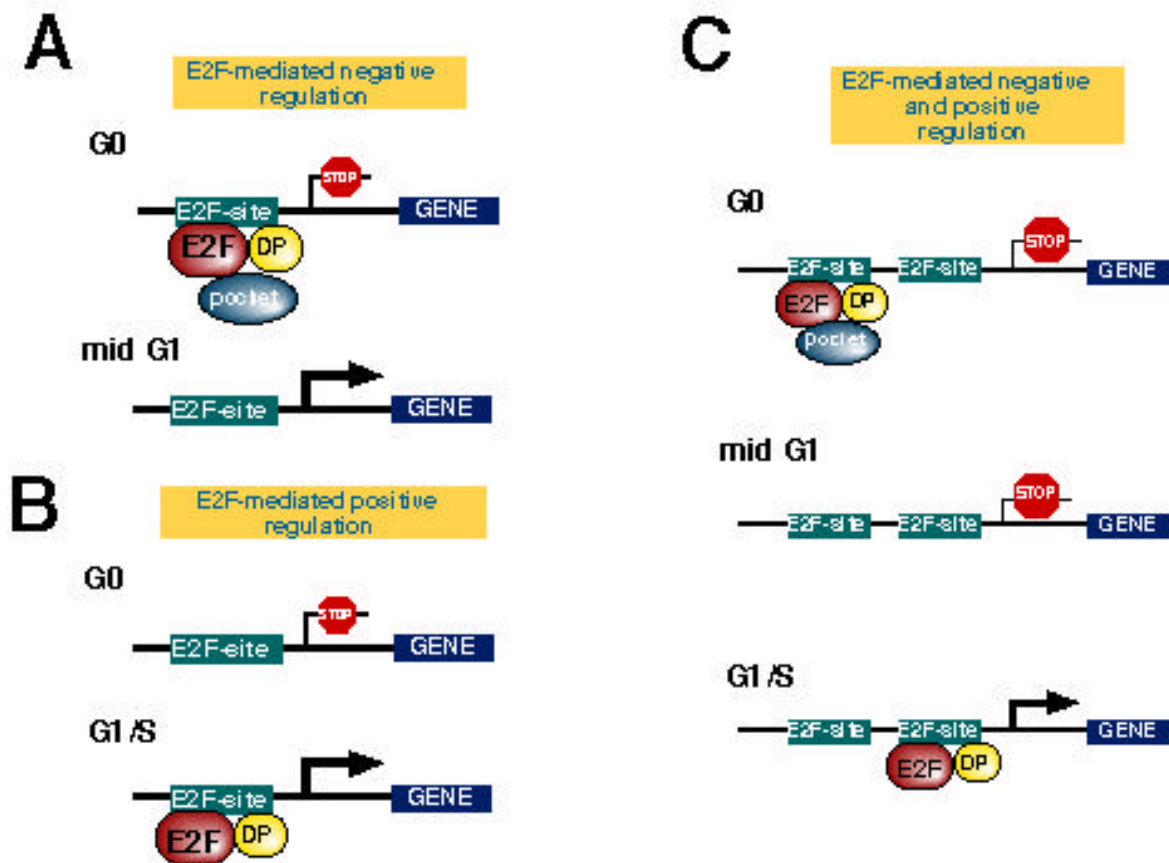 A
E2F-mediated negative
regulation
G0
STOP
E2F-site
GENE
E2F
DP
pocket
mid G1
E2F-site
GENE
B
E2F-mediated positive
regulation
G0
STOP
E2F-site
GENE
G1/S
E2F-site
GENE
E2F
DP
C
E2F-mediated negative
and positive
regulation
G0
STOP
E2F-site
E2F-site
GENE
E2F
DP
pocket
mid G1
STOP
E2F-site
E2F-site
GENE
G1/S
E2F-site
E2F-site
GENE
E2F
DP